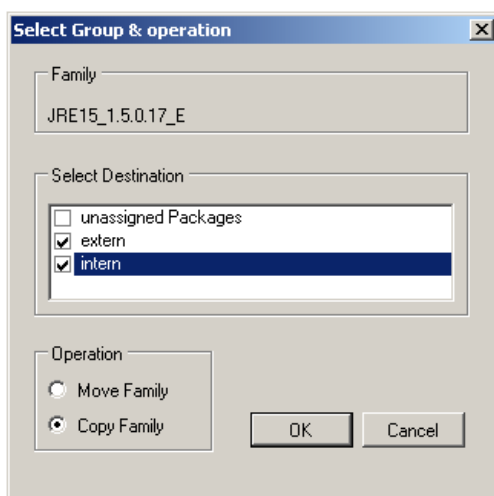 Select Group & operation
Family
JRE15_1.5.0.17_E
Select Destination
unassigned Packages
extern
intern
Operation
Move Family
Copy Family
OK
Cancel